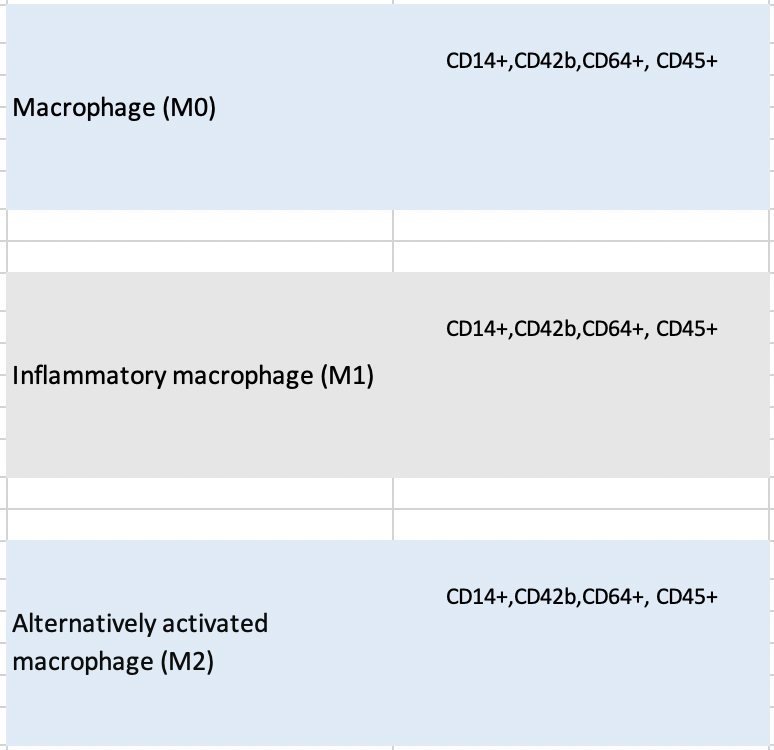 CD14+,CD42b,CD64+, CD45+
Macrophage (M0)
CD14+,CD42b,CD64+, CD45+
Inflammatory macrophage (M1)
CD14+,CD42b,CD64+, CD45+
Alternatively activated
macrophage (M2)